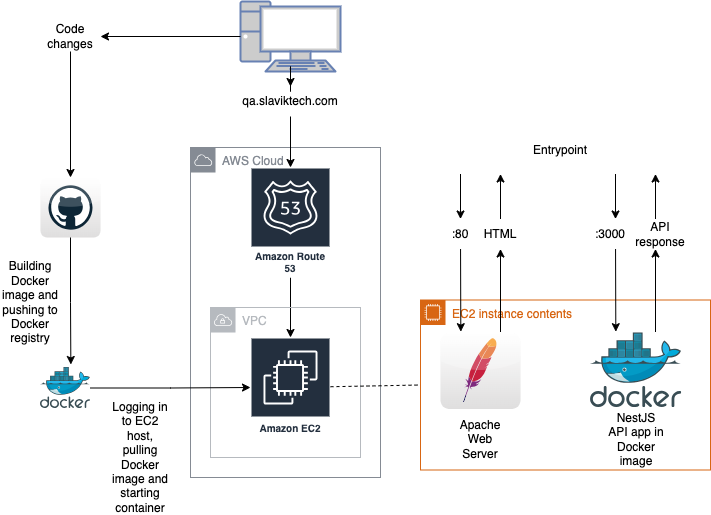 Code
changes
qa.slaviktech.com
AWS Cloud
53
Amazon Route
53
Building
Docker
image and
pushing to
Docker
registry
docker
Logging in
to EC2
host,
pulling
Docker
image and
starting
container
VPC
Amazon EC2
Entrypoint
:80
HTML
:3000
API
response
EC2 instance contents
Apache
Web
Server
docker
NestJS
API app in
Docker
image